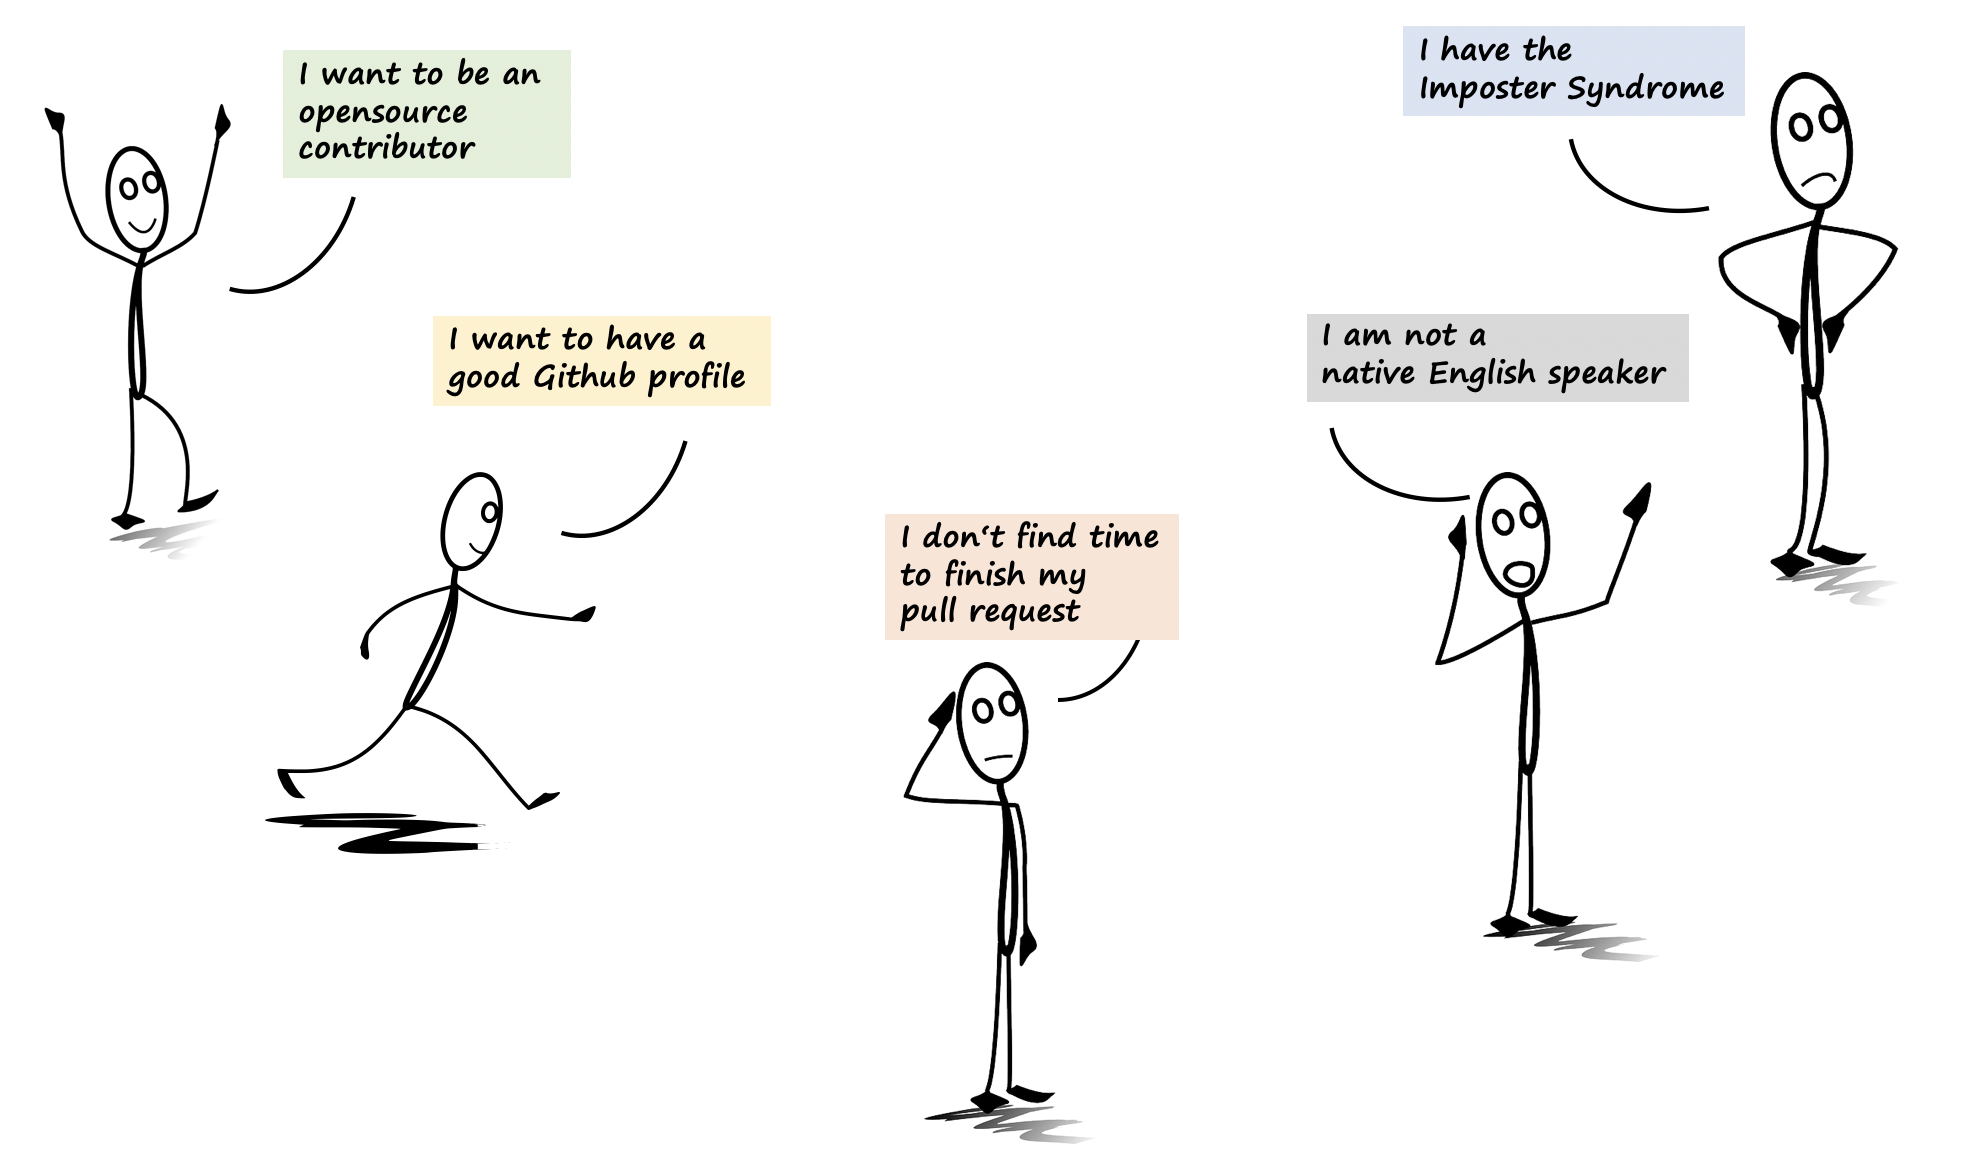 I want to be an
opensource
contributor
I want to have a
good Github profile
I don‘t find time
to finish my
pull request
I am not a
native English speaker
I have the
Imposter Syndrome